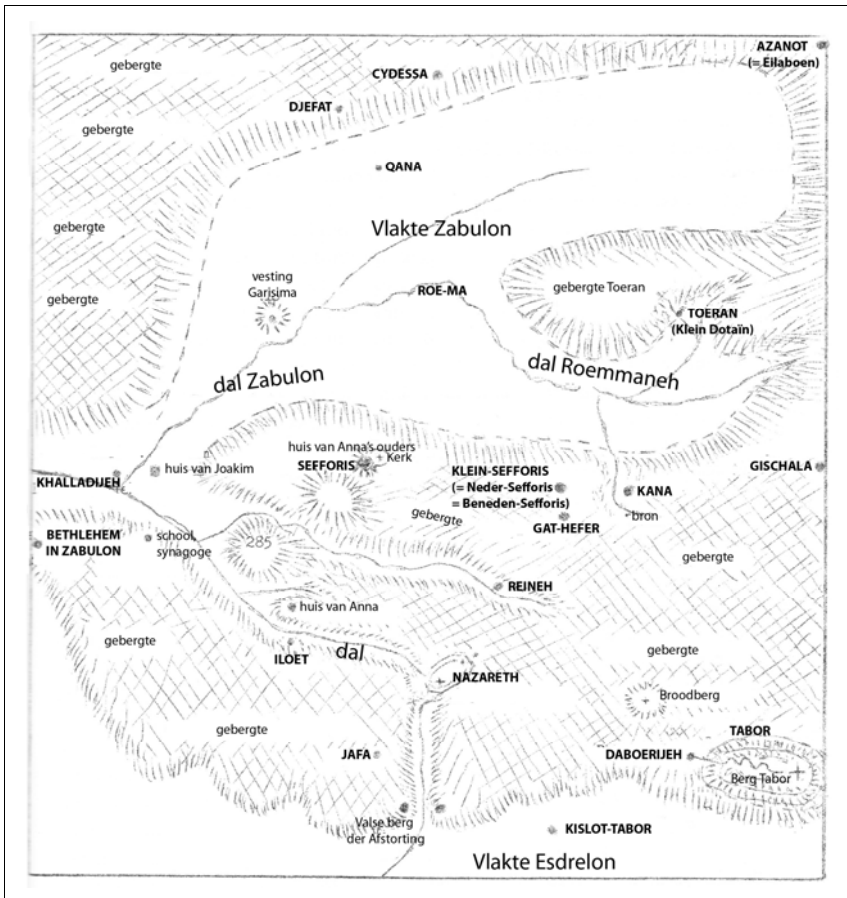 AZANOT
(= Eilaboen)
gebergte
CYDESSA
DJEFAT
gebergte
QANA
gebergte
Vlakte Zabulon
vesting
Garisima
ROE-MA
gebergte Toeran
gebergte
TOERAN
(Klein Dotaïn)
dal Zabulon
dal Roemmaneh
huis van Anna's ouders
Kerk
SEFFORIS
huis van Joakim
KHALLADIJEH
KLEIN-SEFFORIS
(= Neder-Sefforis
= Beneden-Sefforis)
GISCHALA
KANA
gebergte
bron
GAT-HEFER
BETHLEHEM
IN ZABULON
school,
synagoge
285
gebergte
REINEH
huis van Anna
gebergte
ILOET
dal
gebergte
NAZARETH
Broodberg
gebergte
TABOR
JAFA
DABOERIJEH
Berg Tabor
Valse berg
der Afstorting
KISLOT-TABOR
Vlakte Esdrelon